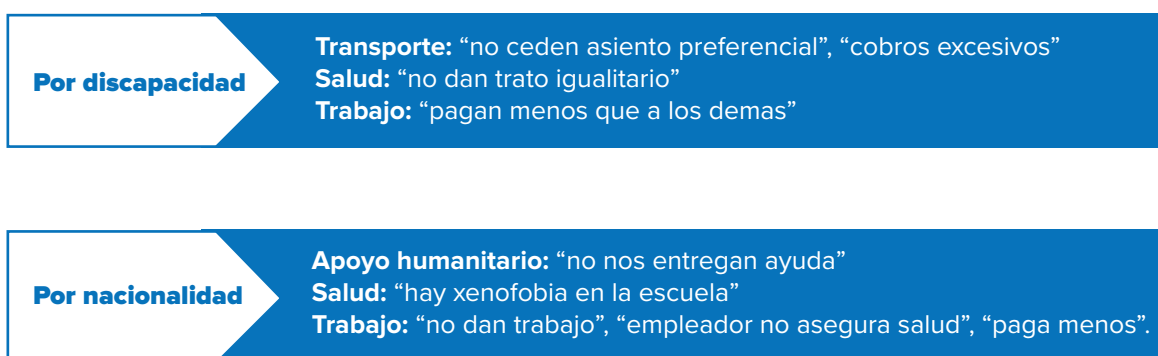 Por discapacidad
Transporte: “no ceden asiento preferencial”, “cobros excesivos”
Salud: “no dan trato igualitario”
Trabajo: “pagan menos que a los demas”
Por nacionalidad
Apoyo humanitario: “no nos entregan ayuda”
Salud: “hay xenofobia en la escuela”
Trabajo: “no dan trabajo”, “empleador no asegura salud”, “paga menos”.